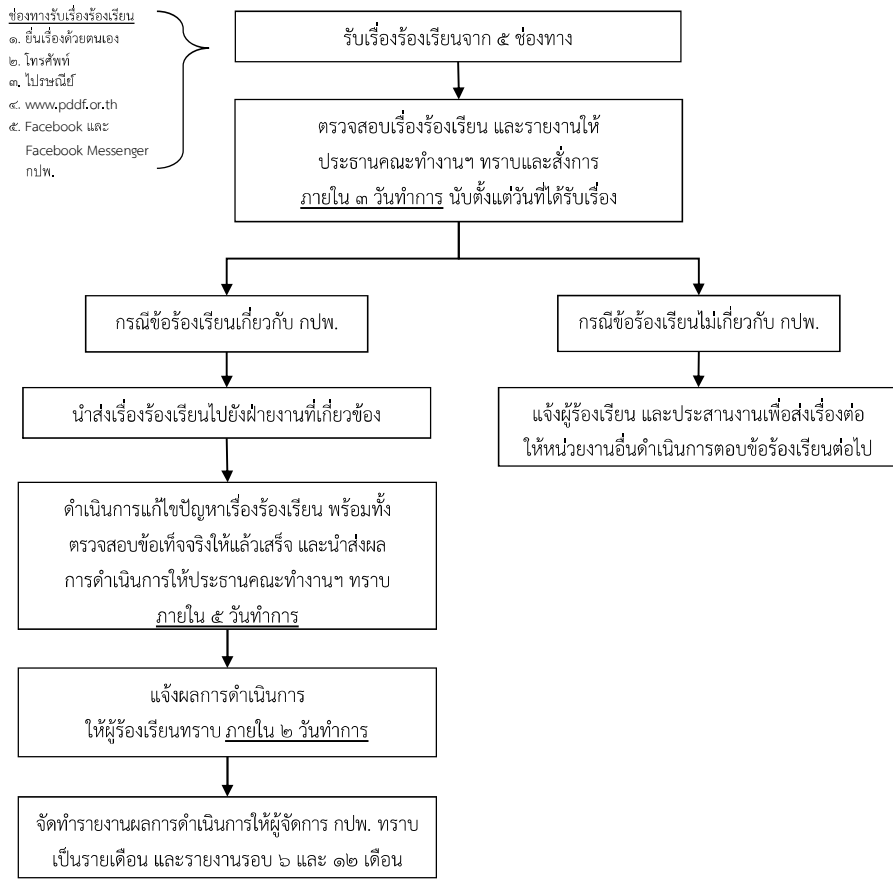 ช่องทางรับเรื่องร้องเรียน
๑. ยื่นเรื่องด้วยตนเอง
๒. โทรศัพท์
๓. ไปรษณีย์
๔. www.pddf.or.th
๕. Facebook และ
Facebook Messenger
กปพ.
รับเรื่องร้องเรียนจาก ๕ ช่องทาง
ตรวจสอบเรื่องร้องเรียน และรายงานให้
ประธานคณะทำงานฯ ทราบและสั่งการ
ภายใน ๓ วันทำการ นับตั้งแต่วันที่ได้รับเรื่อง
กรณีข้อร้องเรียนเกี่ยวกับ กปพ.
นำส่งเรื่องร้องเรียนไปยังฝ่ายงานที่เกี่ยวข้อง
ดำเนินการแก้ไขปัญหาเรื่องร้องเรียน พร้อมทั้ง
ตรวจสอบข้อเท็จจริงให้แล้วเสร็จ และนำส่งผล
การดำเนินการให้ประธานคณะทำงานฯ ทราบ
ภายใน ๕ วันทำการ
แจ้งผลการดำเนินการ
ให้ผู้ร้องเรียนทราบ ภายใน ๒ วันทำการ
จัดทำรายงานผลการดำเนินการให้ผู้จัดการ กปพ. ทราบ
เป็นรายเดือน และรายงานรอบ ๖ และ ๑๒ เดือน
กรณีข้อร้องเรียนไม่เกี่ยวกับ กปพ.
แจ้งผู้ร้องเรียน และประสานงานเพื่อส่งเรื่องต่อ
ให้หน่วยงานอื่นดำเนินการตอบข้อร้องเรียนต่อไป